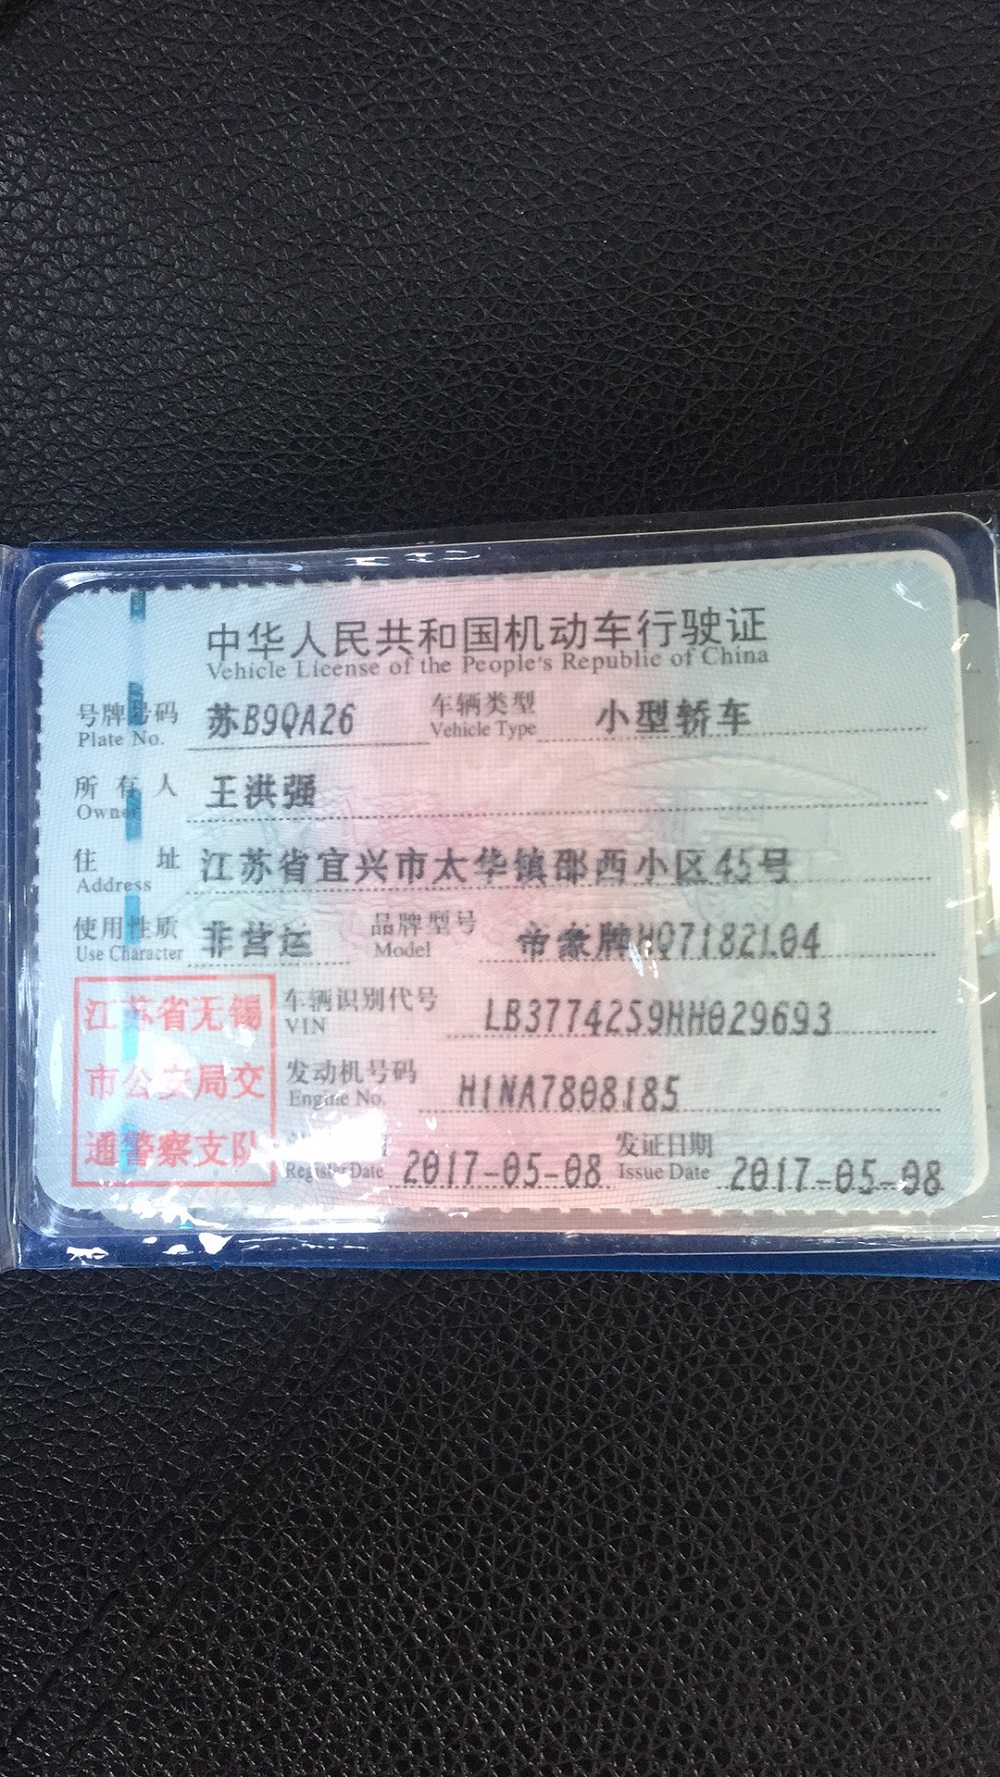 中华人民共和国机动车行驶证
Vehicle License of the People's Republic of China
号牌号码 苏B9QA26 车辆类型 小型轿车
Plate No. Vehicle Type
所有人 王洪强
Owner
住址 江苏省宜兴市太华镇邵西小区45号
Address
使用性质 非营运 品牌型号 帝豪牌HQ7182L04
Use Character Model
江苏省无锡 车辆识别代号 LB37742S9HH029693
VIN
市公安局交 发动机号码 H1NA7808185
Engine No.
通警察支队 发证日期
Register Date 2017-05-08 Issue Date 2017-05-08